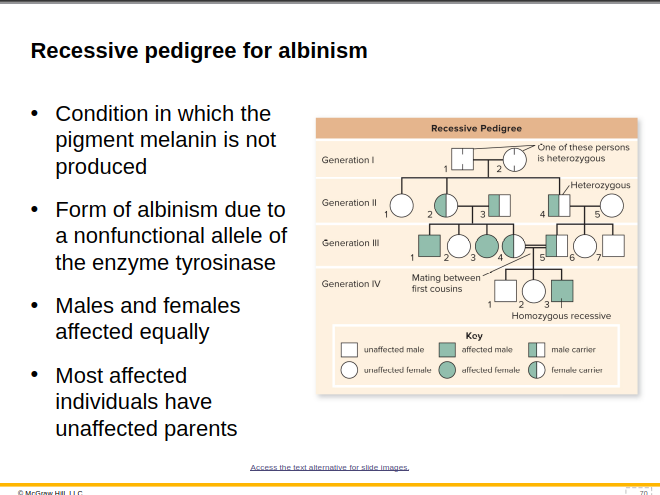 Recessive pedigree for albinism
• Condition in which the
pigment melanin is not
produced
• Form of albinism due to
a nonfunctional allele of
the enzyme tyrosinase
• Males and females
affected equally
• Most affected
individuals have
unaffected parents
Recessive Pedigree
Generation I
1
2
One of these persons
is heterozygous
Heterozygous
Generation II
1
2
3
4
5
Generation III
1
2
3
4
5
6
7
Mating between
first cousins
Generation IV
1
2
3
Homozygous recessive
Key
unaffected male
affected male
male carrier
unaffected female
affected female
female carrier
Access the text alternative for slide images.
© McGraw Hill, LLC
70